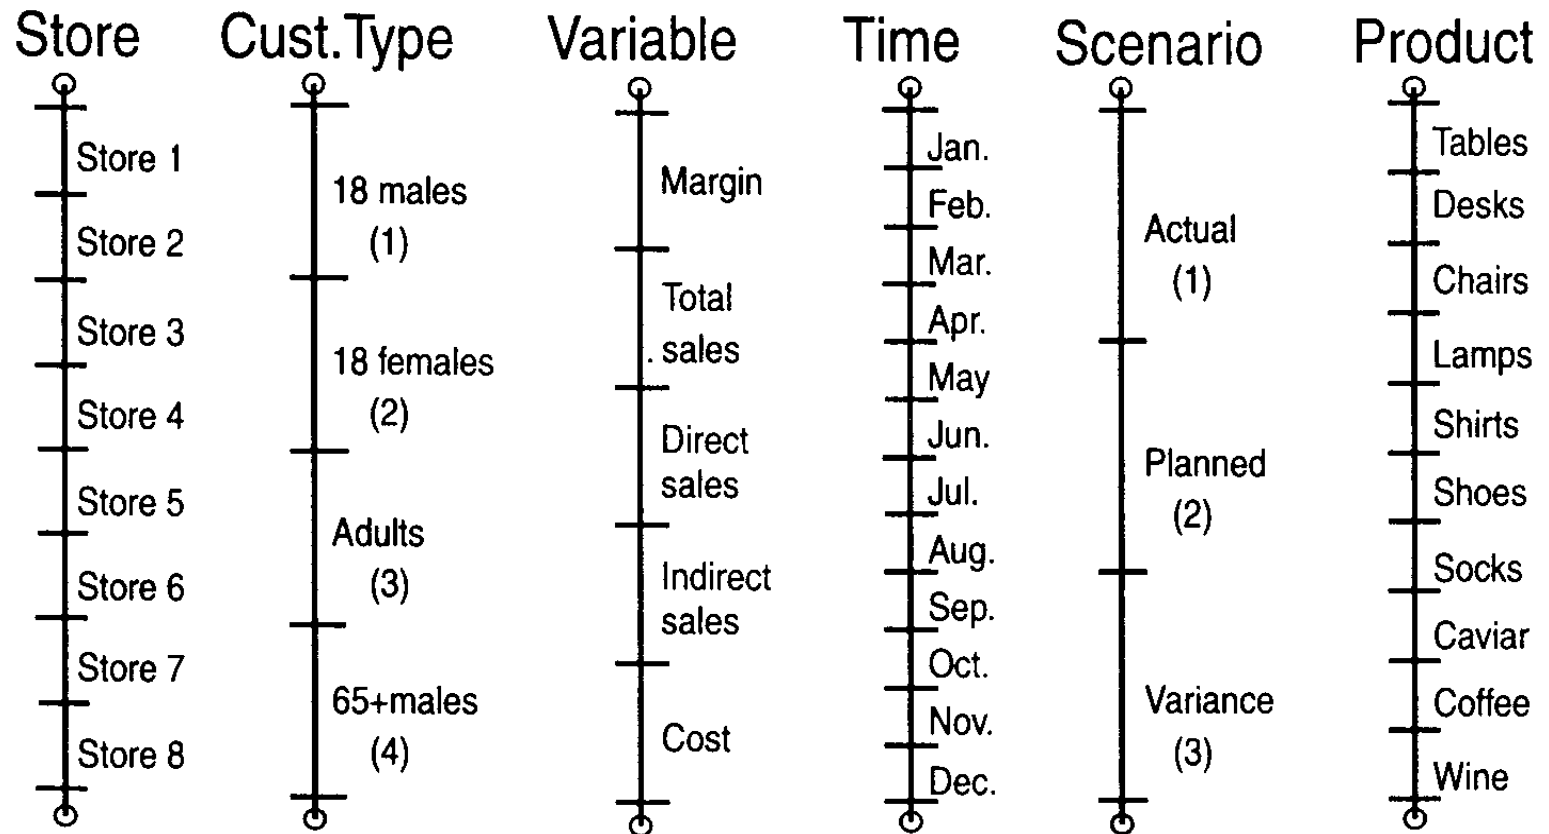 Store
Store 1
Store 2
Store 3
Store 4
Store 5
Store 6
Store 7
Store 8
Cust.Type
18 males
(1)
18 females
(2)
Adults
(3)
65+males
(4)
Variable
Margin
Total
sales
Direct
sales
Indirect
sales
Cost
Time
Jan.
Feb.
Mar.
Apr.
May
Jun.
Jul.
Aug.
Sep.
Oct.
Nov.
Dec.
Scenario
Actual
(1)
Planned
(2)
Variance
(3)
Product
Tables
Desks
Chairs
Lamps
Shirts
Shoes
Socks
Caviar
Coffee
Wine